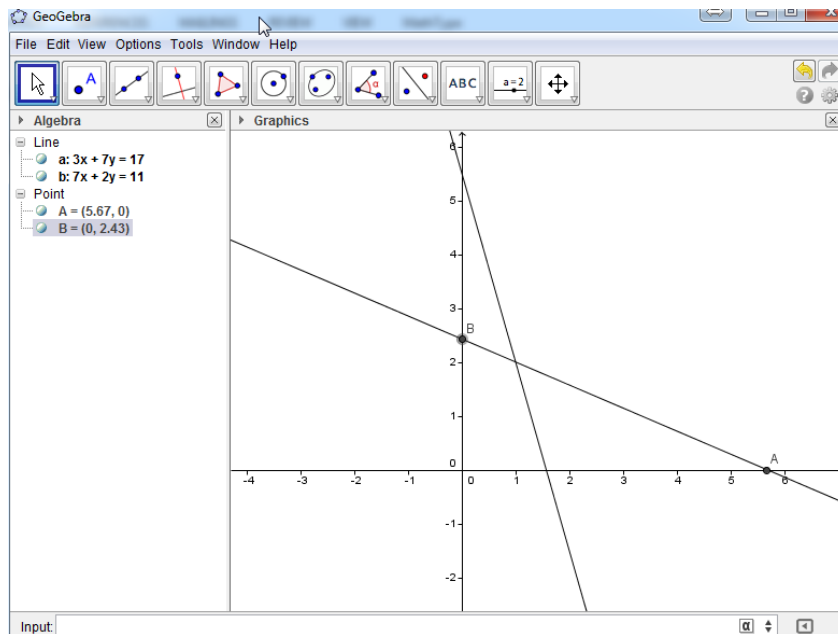 GeoGebra
File Edit View Options Tools Window Help
A
α
ABC
a=2
Algebra
Graphics
Line
a: 3x + 7y = 17
b: 7x + 2y = 11
Point
A = (5.67, 0)
B = (0, 2.43)
6
5
4
3
B
2
1
A
0
-4 -3 -2 -1 0 1 2 3 4 5 6
-1
-2
Input:
α